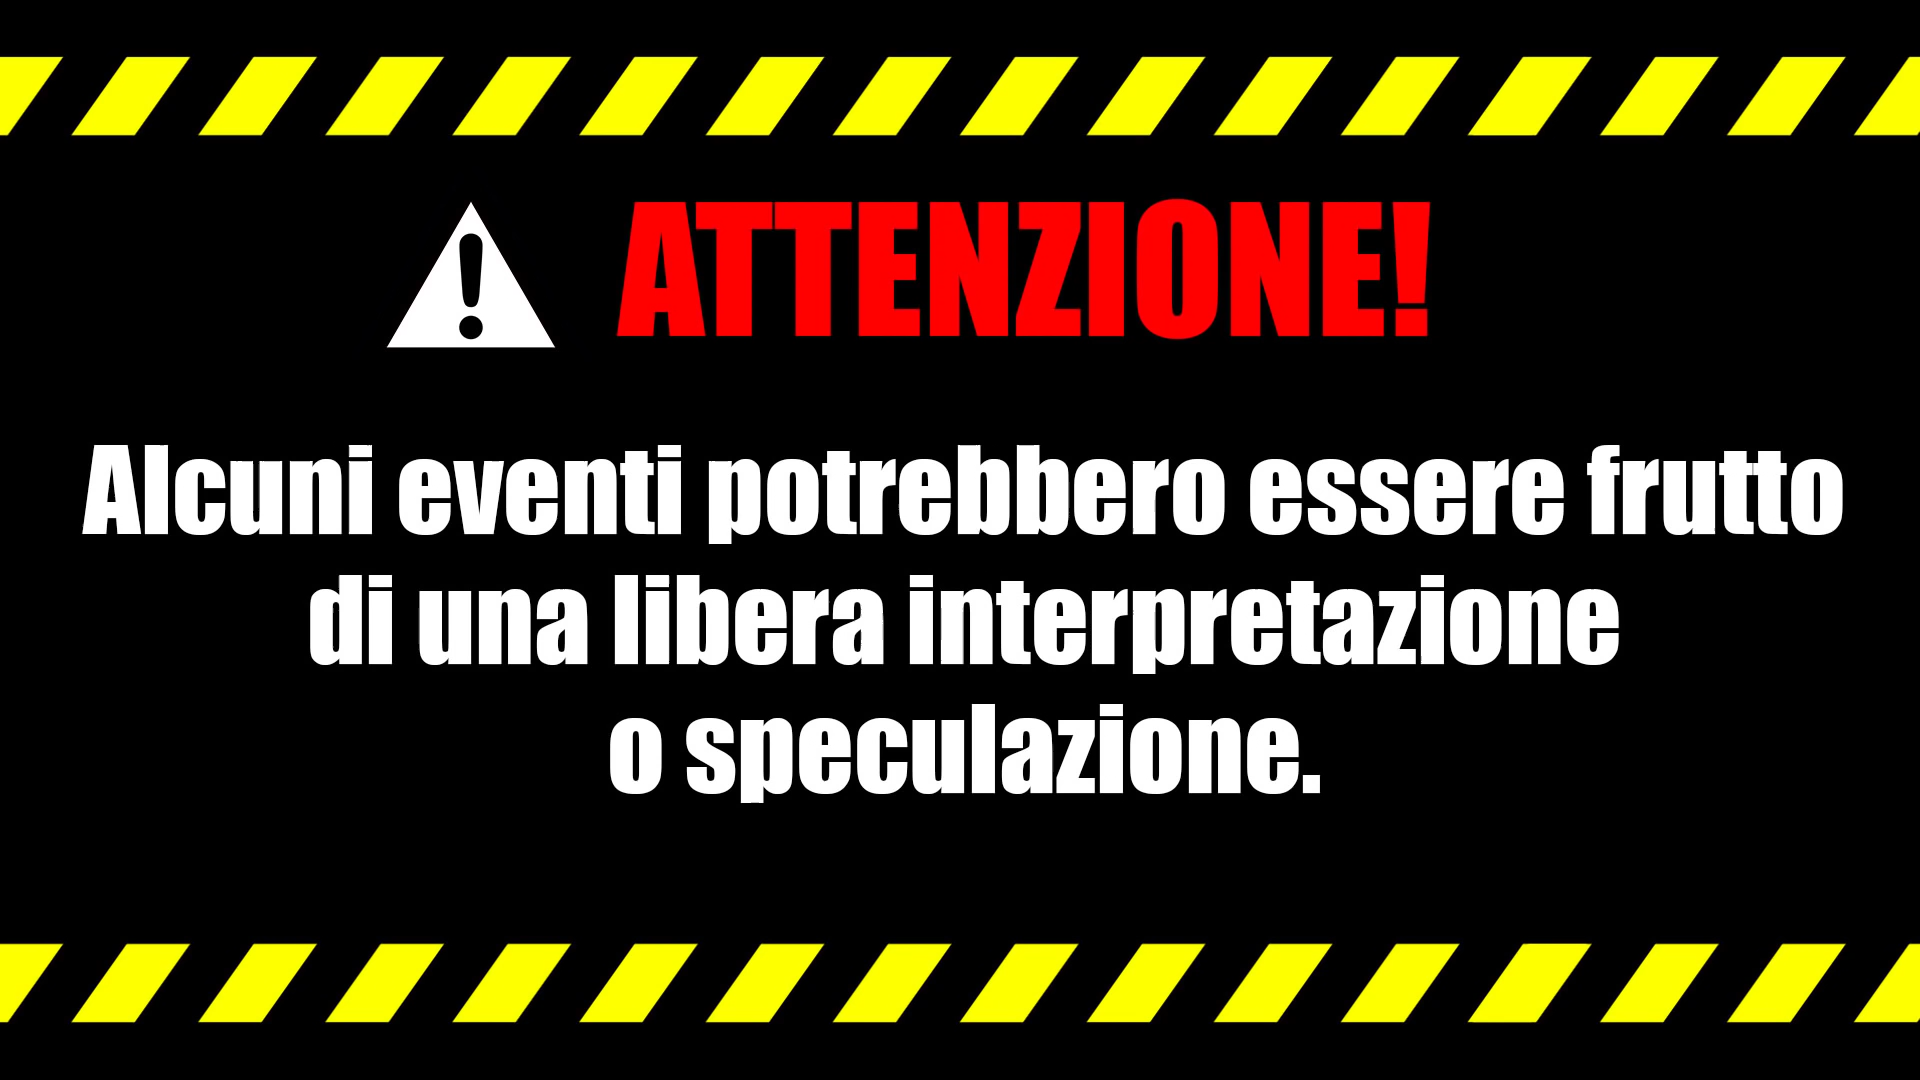 ATTENZIONE!
Alcuni eventi potrebbero essere frutto
di una libera interpretazione
o speculazione.